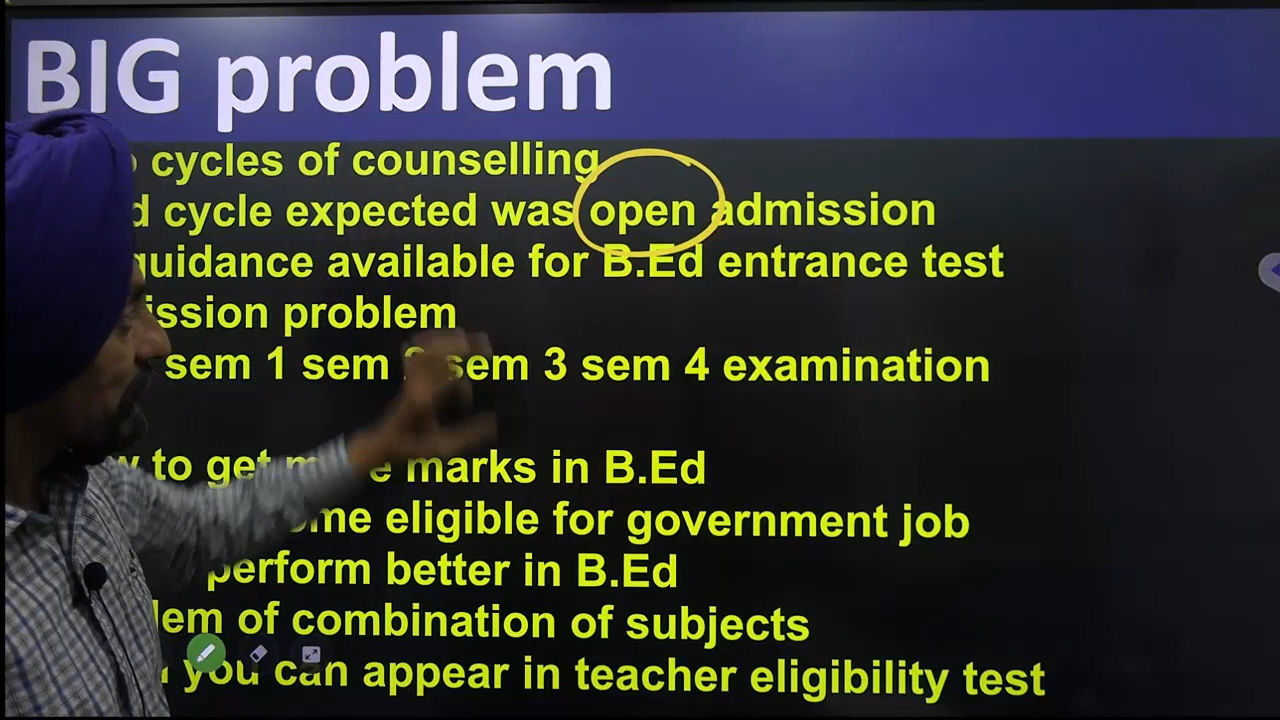 BIG problem
cycles of counselling
cycle expected was open admission
guidance available for B.Ed entrance test
problem
sem 1 sem 2 sem 3 sem 4 examination
to get marks in B.Ed
eligible for government job
perform better in B.Ed
of combination of subjects
you can appear in teacher eligibility test